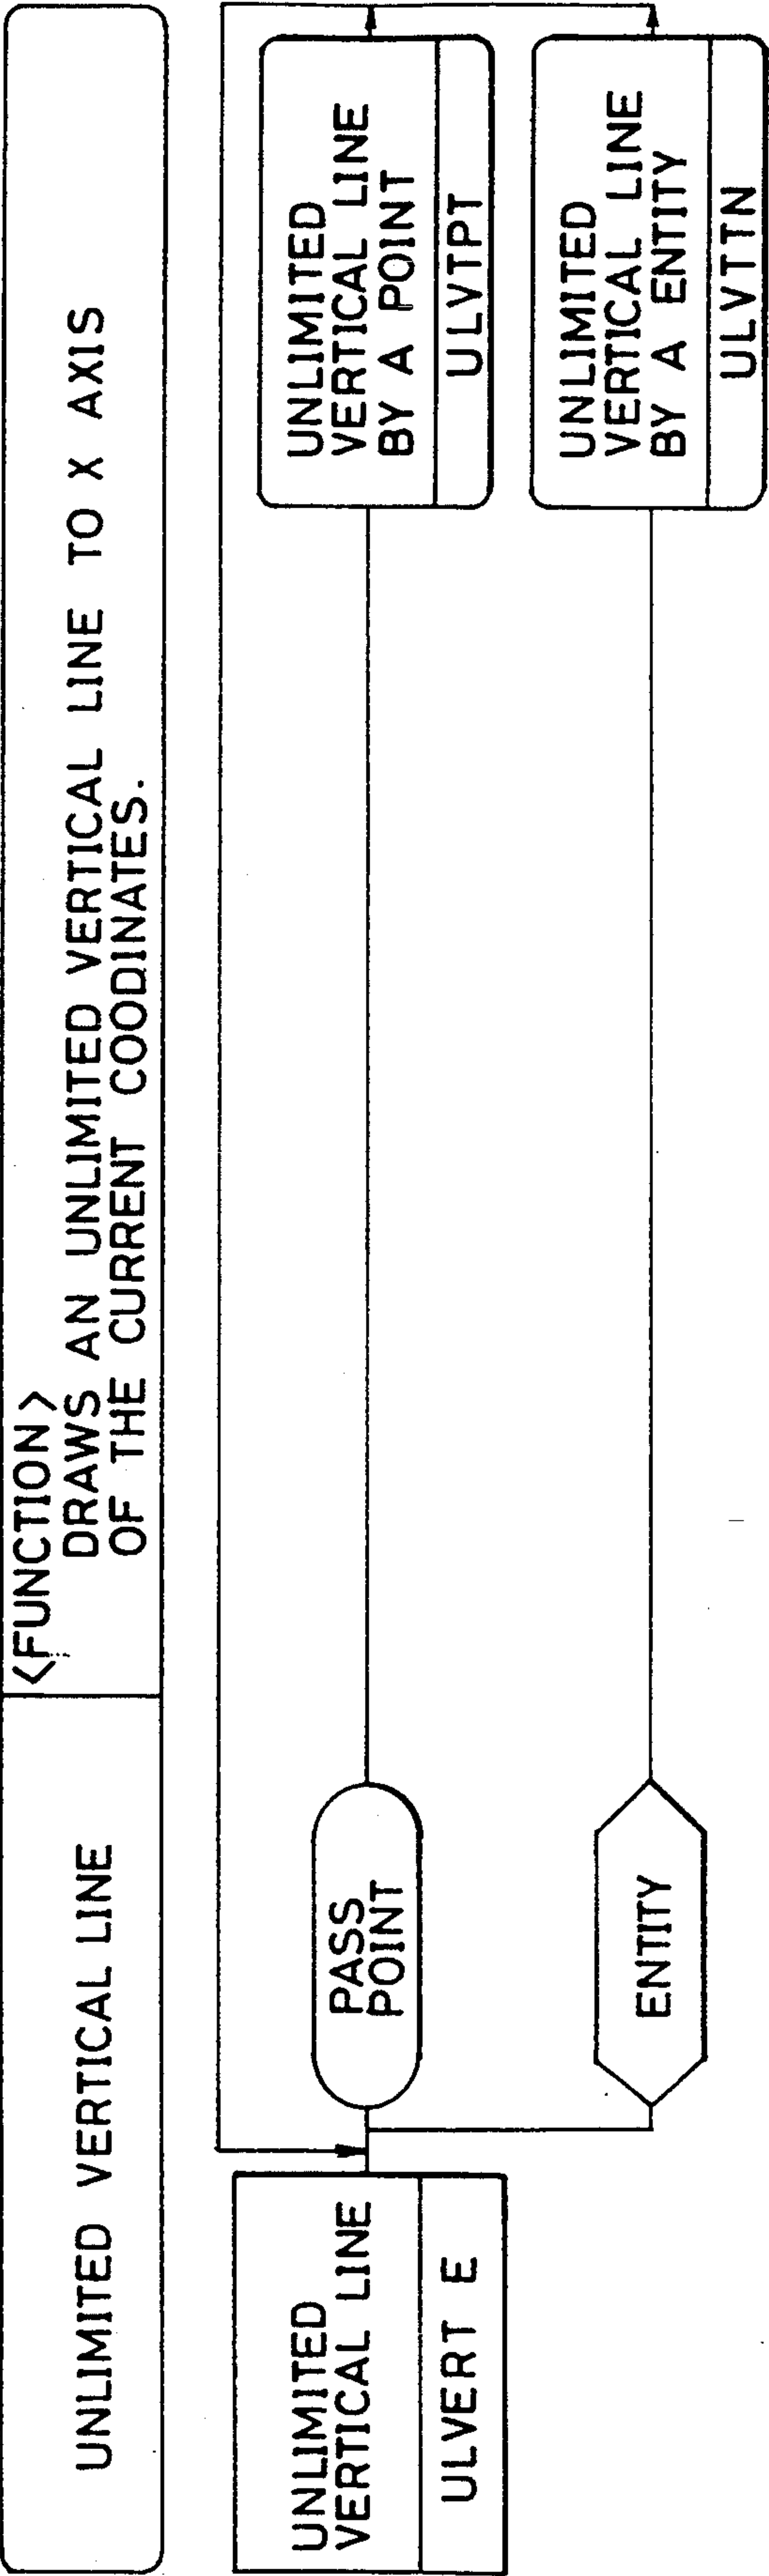 UNLIMITED VERTICAL LINE
<FUNCTION>
DRAWS AN UNLIMITED VERTICAL LINE TO X AXIS
OF THE CURRENT COODINATES.
UNLIMITED
VERTICAL LINE
ULVERT E
PASS
POINT
UNLIMITED
VERTICAL LINE
BY A POINT
ULVTPT
ENTITY
UNLIMITED
VERTICAL LINE
BY A ENTITY
ULVTTN